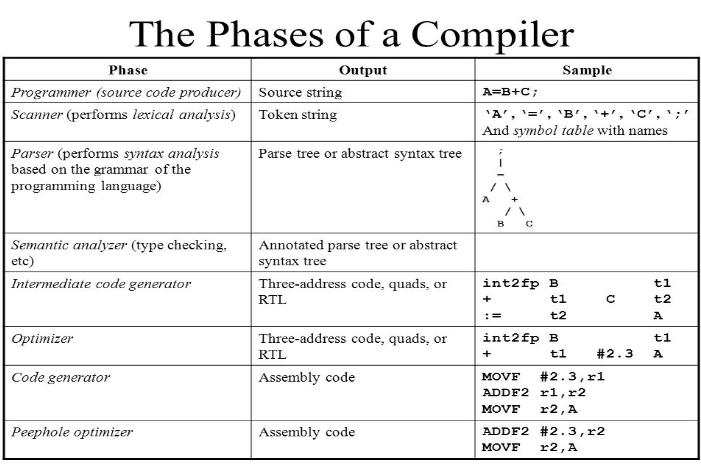 The Phases of a Compiler
Phase Output Sample
Programmer (source code producer) Source string A=B+C;
Scanner (performs lexical analysis) Token string ‘A’,‘=’,‘B’,‘+’,‘C’,‘;’
And symbol table with names
Parser (performs syntax analysis
based on the grammar of the
programming language) Parse tree or abstract syntax tree ;
|
=
/ \
A +
/ \
B C
Semantic analyzer (type checking,
etc) Annotated parse tree or abstract
syntax tree
Intermediate code generator Three-address code, quads, or
RTL int2fp B t1
+ t1 C t2
:= t2 A
Optimizer Three-address code, quads, or
RTL int2fp B t1
+ t1 #2.3 A
Code generator Assembly code MOVF #2.3,r1
ADDF2 r1,r2
MOVF r2,A
Peephole optimizer Assembly code ADDF2 #2.3,r2
MOVF r2,A